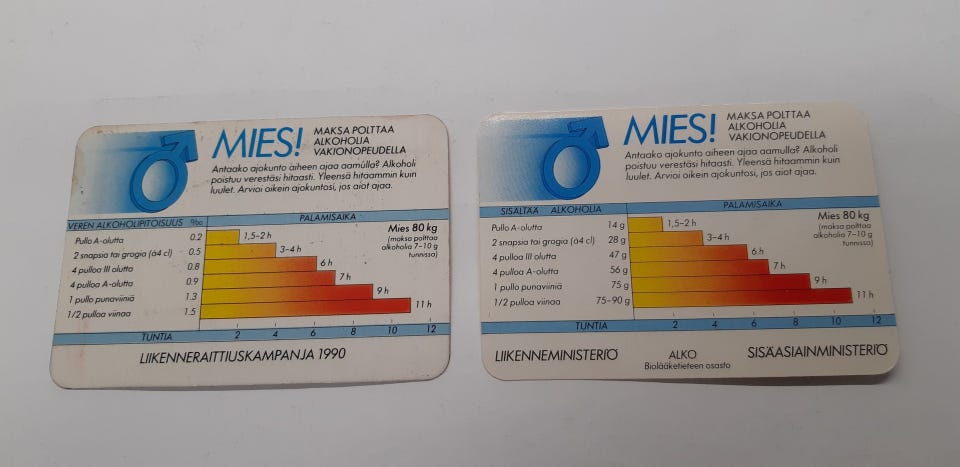 MIES!
MAKSA POLTTAA
ALKOHOLIA
VAKIONOPEUDELLA
Antaako ajokunto aiheen ajaa aamulla? Alkoholi
poistuu verestäsi hitaasti. Yleensä hitaammin kuin
luulet. Arvioi oikein ajokuntosi, jos aiot ajaa.
VEREN ALKOHOLIPITOISUUS ‰ PALAMISAIKA
Mies 80 kg
(maksa polttaa
alkoholia 7–10 g
tunnissa)
Pullo A-olutta 0.2 1,5–2 h
2 snapsia tai grogia (à4 cl) 0.5 3–4 h
4 pulloa III olutta 0.8 6 h
4 pulloa A-olutta 0.9 7 h
1 pullo punaviiniä 1.3 9 h
1/2 pulloa viinaa 1.5 11 h
TUNTIA 2 4 6 8 10 12
LIIKENNERAITTIUSKAMPANJA 1990
MIES!
MAKSA POLTTAA
ALKOHOLIA
VAKIONOPEUDELLA
Antaako ajokunto aiheen ajaa aamulla? Alkoholi
poistuu verestäsi hitaasti. Yleensä hitaammin kuin
luulet. Arvioi oikein ajokuntosi, jos aiot ajaa.
SISÄLTÄÄ ALKOHOLIA PALAMISAIKA
Mies 80 kg
(maksa polttaa
alkoholia 7–10 g
tunnissa)
Pullo A-olutta 14 g 1,5–2 h
2 snapsia tai grogia (à4 cl) 28 g 3–4 h
4 pulloa III olutta 47 g 6 h
4 pulloa A-olutta 56 g 7 h
1 pullo punaviiniä 75 g 9 h
1/2 pulloa viinaa 75–90 g 11 h
TUNTIA 2 4 6 8 10 12
LIIKENNEMINISTERIÖ
ALKO
Biolääketieteen osasto
SISÄASIAINMINISTERIÖ